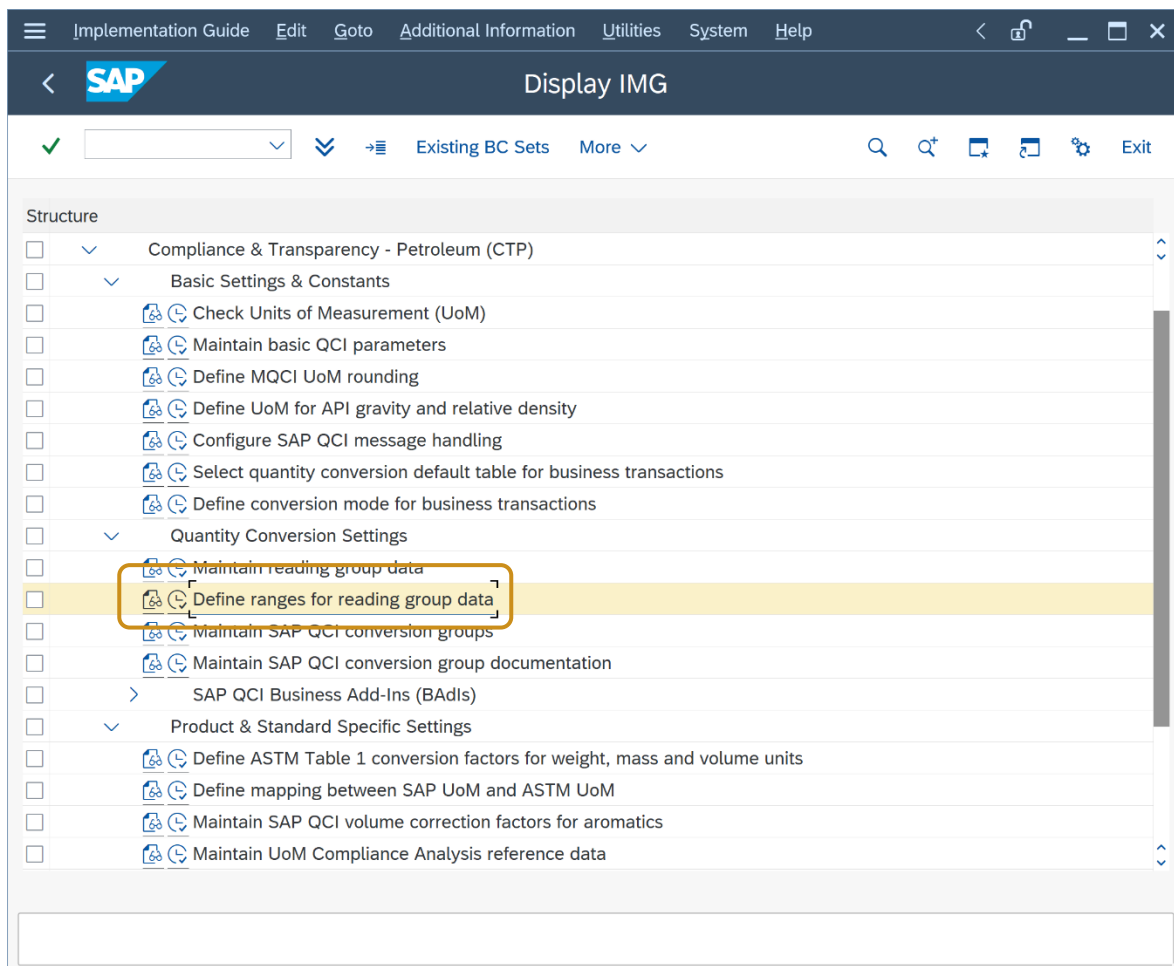 Implementation Guide Edit Goto Additional Information Utilities System Help
SAP Display IMG
Existing BC Sets More Exit
Structure
Compliance & Transparency - Petroleum (CTP)
Basic Settings & Constants
Check Units of Measurement (UoM)
Maintain basic QCI parameters
Define MQCI UoM rounding
Define UoM for API gravity and relative density
Configure SAP QCI message handling
Select quantity conversion default table for business transactions
Define conversion mode for business transactions
Quantity Conversion Settings
Maintain reading group data
Define ranges for reading group data
Maintain SAP QCI conversion groups
Maintain SAP QCI conversion group documentation
SAP QCI Business Add-Ins (BAdIs)
Product & Standard Specific Settings
Define ASTM Table 1 conversion factors for weight, mass and volume units
Define mapping between SAP UoM and ASTM UoM
Maintain SAP QCI volume correction factors for aromatics
Maintain UoM Compliance Analysis reference data